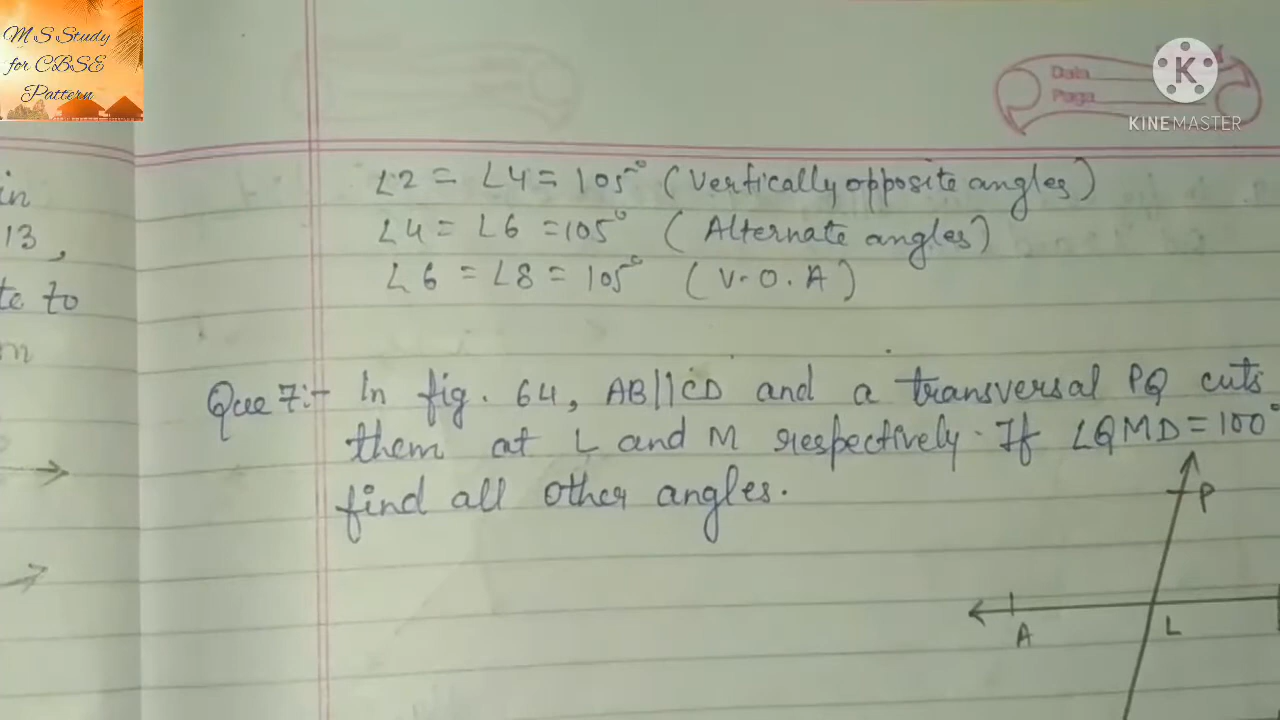 M S Study
for CBSE
Pattern
Date
Page
KINEMASTER
in
13,
te to
m
∠2 = ∠4 = 105° (Vertically opposite angles)
∠4 = ∠6 = 105° (Alternate angles)
∠6 = ∠8 = 105° (V.O.A)
Que 7:- In fig. 64, AB||CD and a transversal PQ cuts
them at L and M respectively. If ∠QMD = 100°
find all other angles.
P
A
L